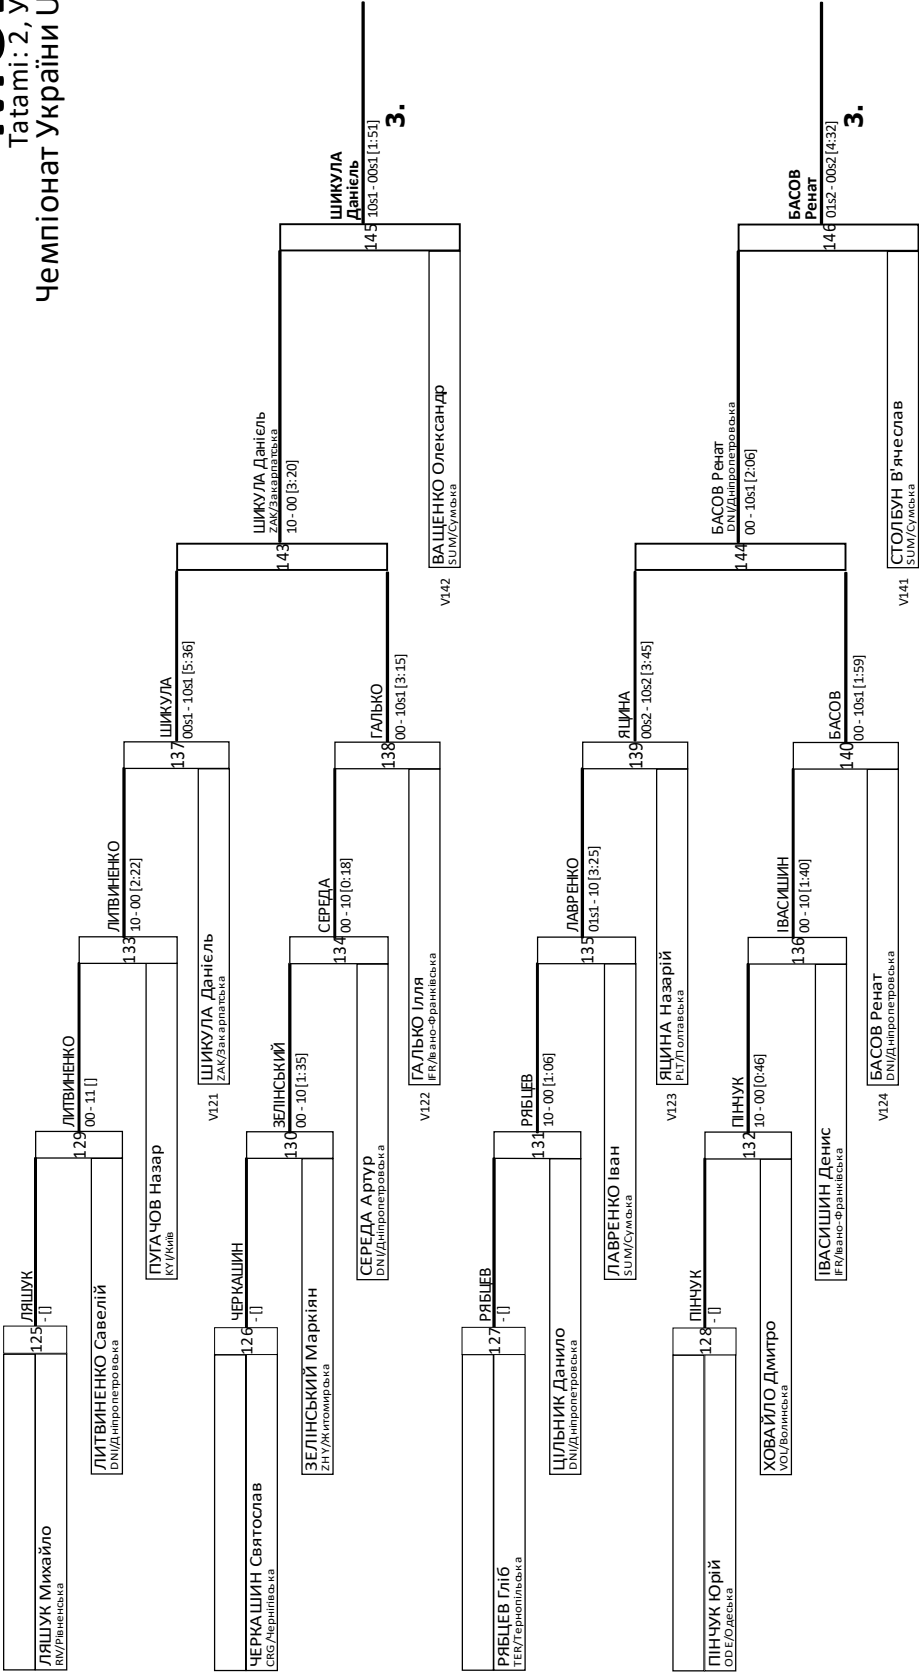 Tatami: 2, У
Чемпіонат України U
ЛЯШУК Михайло
RIV/Рівненська
125
ЛЯШУК
- []
ЛИТВИНЕНКО Савелій
DNI/Дніпропетровська
129
ЛИТВИНЕНКО
00 - 11 []
ПУГАЧОВ Назар
KYI/Київ
133
ЛИТВИНЕНКО
10 - 00 [2:22]
ШИКУЛА Данієль
ZAK/Закарпатська
V121
137
ШИКУЛА
00s1 - 10s1 [5:36]
ЧЕРКАШИН Святослав
CRG/Чернігівська
126
ЧЕРКАШИН
- []
ЗЕЛІНСЬКИЙ Маркіян
ZHY/Житомирська
130
ЗЕЛІНСЬКИЙ
00 - 10 [1:35]
СЕРЕДА Артур
DNI/Дніпропетровська
134
СЕРЕДА
00 - 10 [0:18]
ГАЛЬКО Ілля
IFR/Івано-Франківська
V122
138
ГАЛЬКО
00 - 10s1 [3:15]
143
ШИКУЛА Данієль
ZAK/Закарпатська
10 - 00 [3:20]
ВАЩЕНКО Олександр
SUM/Сумська
V142
145
ШИКУЛА
Данієль
10s1 - 00s1 [1:51]
3.
РЯБЦЕВ Гліб
TER/Тернопільська
127
РЯБЦЕВ
- []
ЦІЛЬНИК Данило
DNI/Дніпропетровська
131
РЯБЦЕВ
10 - 00 [1:06]
ЛАВРЕНКО Іван
SUM/Сумська
135
ЛАВРЕНКО
01s1 - 10 [3:25]
ЯЦИНА Назарій
PLT/Полтавська
V123
139
ЯЦИНА
00s2 - 10s2 [3:45]
ПІНЧУК Юрій
ODE/Одеська
128
ПІНЧУК
- []
ХОВАЙЛО Дмитро
VOL/Волинська
132
ПІНЧУК
10 - 00 [0:46]
ІВАСИШИН Денис
IFR/Івано-Франківська
136
ІВАСИШИН
00 - 10 [1:40]
БАСОВ Ренат
DNI/Дніпропетровська
V124
140
БАСОВ
00 - 10s1 [1:59]
144
БАСОВ Ренат
DNI/Дніпропетровська
00 - 10s1 [2:06]
СТОЛБУН В'ячеслав
SUM/Сумська
V141
146
БАСОВ
Ренат
01s2 - 00s2 [4:32]
3.